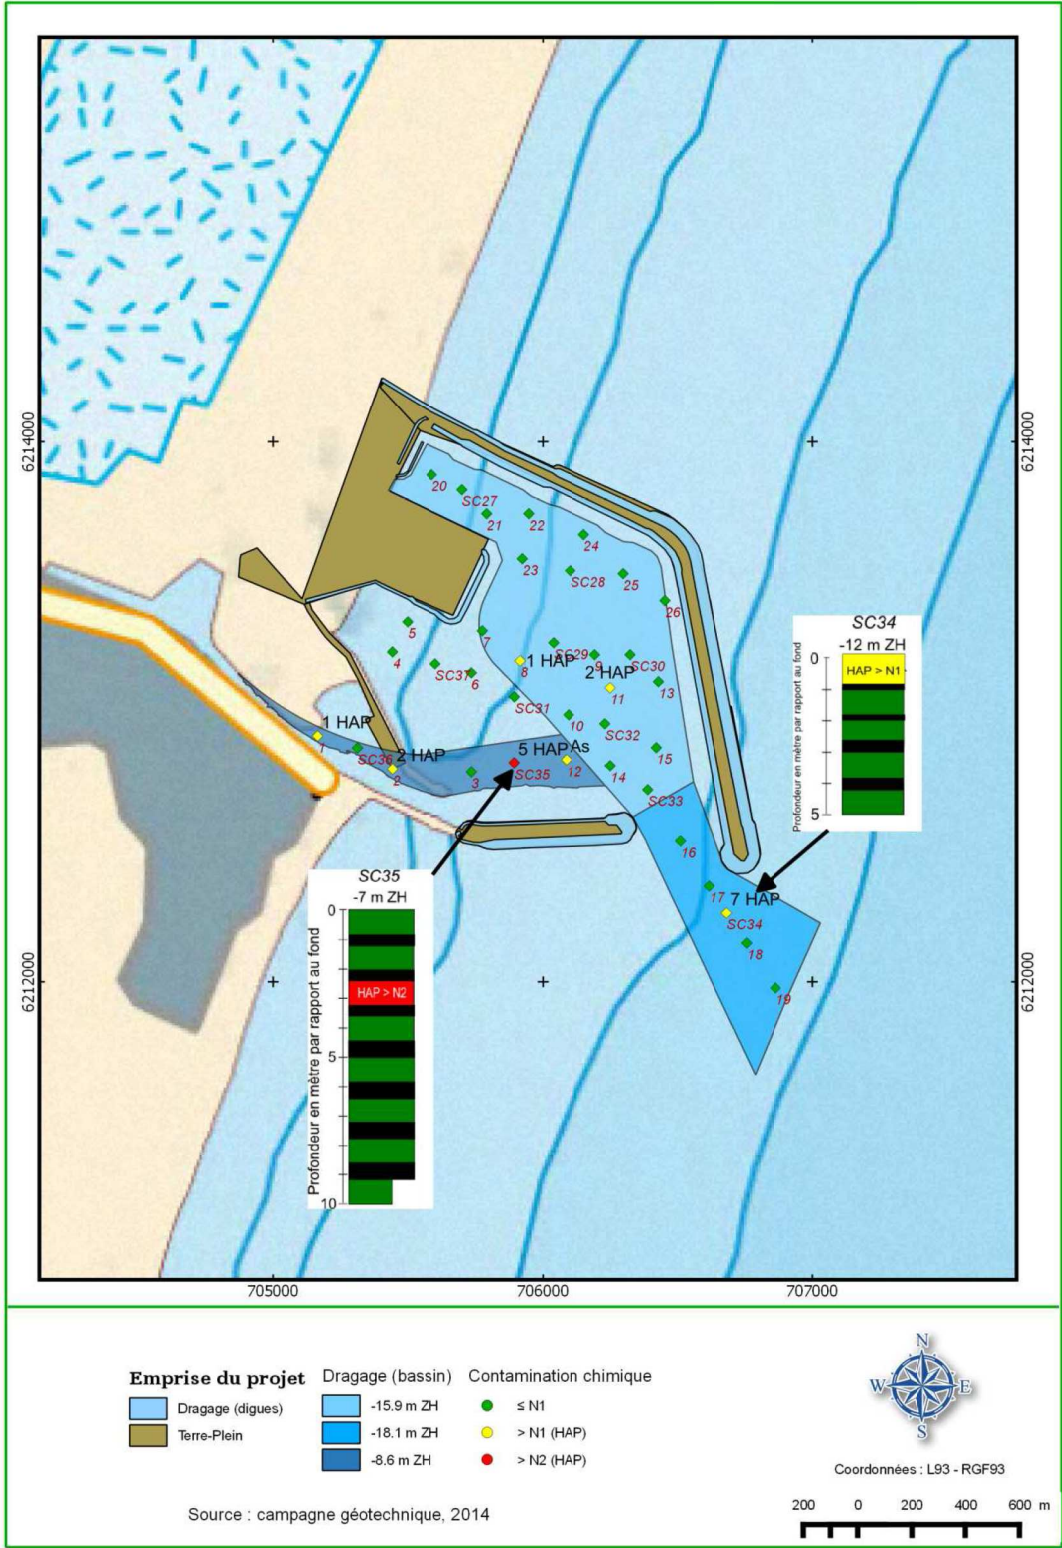 6214000
6214000
20
SC27
21
22
24
23
SC28
25
26
5
7
SC29
9
SC30
4
SC37
6
8
1 HAP
2 HAP
11
13
SC31
10
SC32
1 HAP
1
SC36
2 HAP
2
3
5 HAP
SC35
As
12
14
15
SC33
16
17
7 HAP
SC34
18
19
SC34
-12 m ZH
Profondeur en mètre par rapport au fond
0
HAP > N1
5
SC35
-7 m ZH
Profondeur en mètre par rapport au fond
0
HAP > N2
5
10
6212000
6212000
705000
706000
707000
Emprise du projet
Dragage (digues)
Terre-Plein
Dragage (bassin)
-15.9 m ZH
-18.1 m ZH
-8.6 m ZH
Contamination chimique
≤ N1
> N1 (HAP)
> N2 (HAP)
N
W
E
S
Coordonnées : L93 - RGF93
Source : campagne géotechnique, 2014
200 0 200 400 600 m